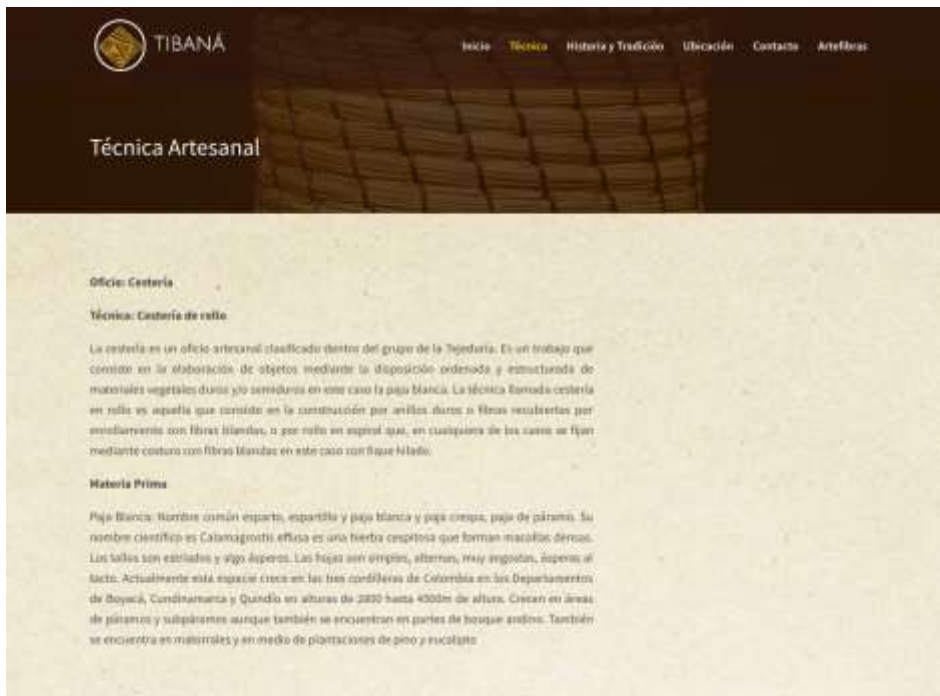 TIBANÁ
Inicio Técnica Historia y Tradición Ubicación Contacto Artefibras
Técnica Artesanal
Oficio: Cestería
Técnica: Cestería de rollo
La cestería es un oficio artesanal clasificado dentro del grupo de la Tejeduría. Es un trabajo que
consiste en la elaboración de objetos mediante la disposición ordenada y estructurada de
materiales vegetales duros y/o semiduros en este caso la paja blanca. La técnica llamada cestería
en rollo es aquella que consiste en la construcción por anillos duros o fibras recubiertas por
enrollamiento con fibras blandas, o por rollo en espiral que, en cualquiera de los casos se fijan
mediante costura con fibras blandas en este caso con fique hilado.
Materia Prima
Paja Blanca: Nombre común esparto, espartillo y paja blanca y paja crespa, paja de páramo. Su
nombre científico es Calamagrostis effusa es una hierba cespitosa que forman macollas densas.
Los tallos son estriados y algo ásperos. Las hojas son simples, alternas, muy angostas, ásperas al
tacto. Actualmente esta especie crece en las tres cordilleras de Colombia en los Departamentos
de Boyacá, Cundinamarca y Quindío en alturas de 2800 hasta 4500m de altura. Crecen en áreas
de páramos y subpáramos aunque también se encuentran en partes de bosque andino. También
se encuentra en matorrales y en medio de plantaciones de pino y eucalipto